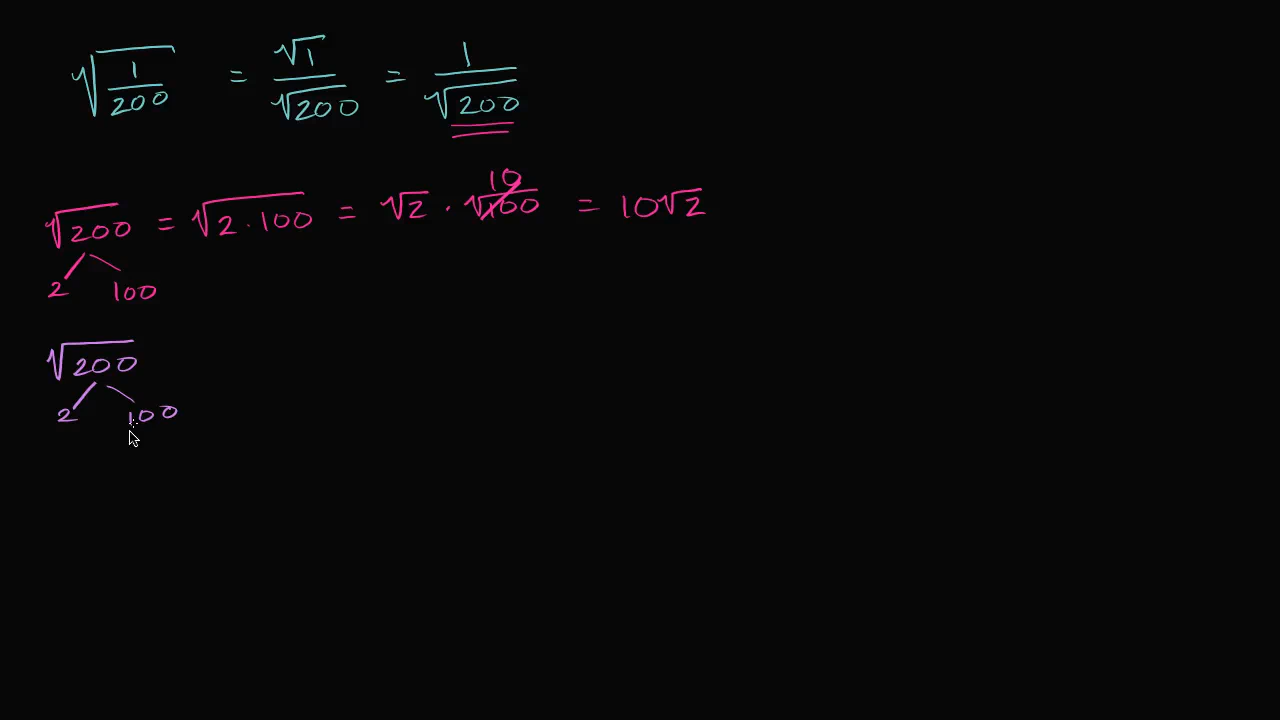 √(1/200) = √1/√200 = 1/√200
√200 = √(2·100) = √2 · √100 10 = 10√2
2 100
√200
2 100